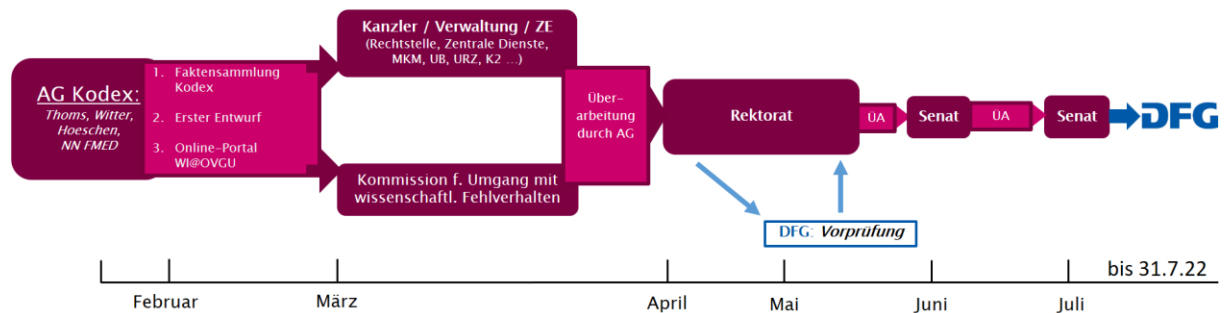 AG Kodex:
Thoms, Witter,
Hoeschen,
NN FMED
1. Faktensammlung
Kodex
2. Erster Entwurf
3. Online-Portal
WI@OVGU
Kanzler / Verwaltung / ZE
(Rechtstelle, Zentrale Dienste,
MKM, UB, URZ, K2 ...)
Kommission f. Umgang mit
wissenschaftl. Fehlverhalten
Über-
arbeitung
durch AG
Rektorat
ÜA
Senat
ÜA
Senat
DFG
DFG: Vorprüfung
bis 31.7.22
Februar
März
April
Mai
Juni
Juli